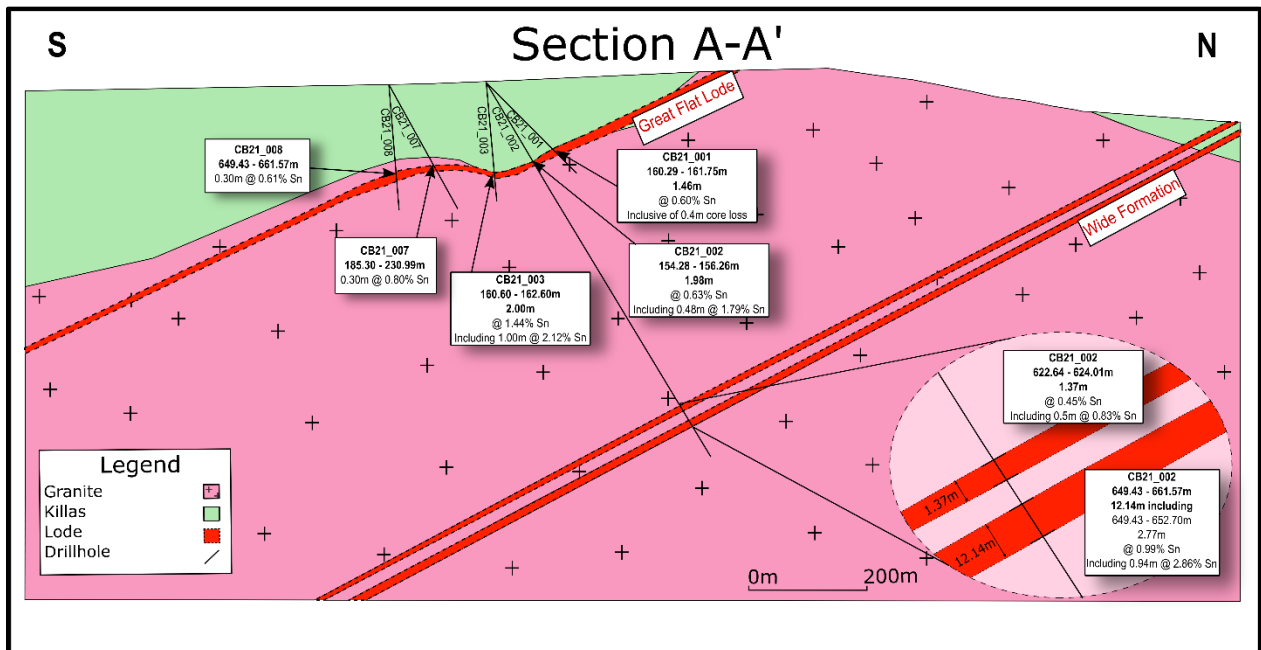 S
Section A-A'
N
Great Flat Lode
CB21_008
CB21_007
CB21_003
CB21_002
CB21_001
CB21_008
649.43 - 661.57m
0.30m @ 0.61% Sn
CB21_001
160.29 - 161.75m
1.46m
@ 0.60% Sn
Inclusive of 0.4m core loss
Wide Formation
CB21_007
185.30 - 230.99m
0.30m @ 0.80% Sn
CB21_003
160.60 - 162.60m
2.00m
@ 1.44% Sn
Including 1.00m @ 2.12% Sn
CB21_002
154.28 - 156.26m
1.98m
@ 0.63% Sn
Including 0.48m @ 1.79% Sn
CB21_002
622.64 - 624.01m
1.37m
@ 0.45% Sn
Including 0.5m @ 0.83% Sn
1.37m
12.14m
CB21_002
649.43 - 661.57m
12.14m including
649.43 - 652.70m
2.77m
@ 0.99% Sn
Including 0.94m @ 2.86% Sn
Legend
Granite
Killas
Lode
Drillhole
0m
200m